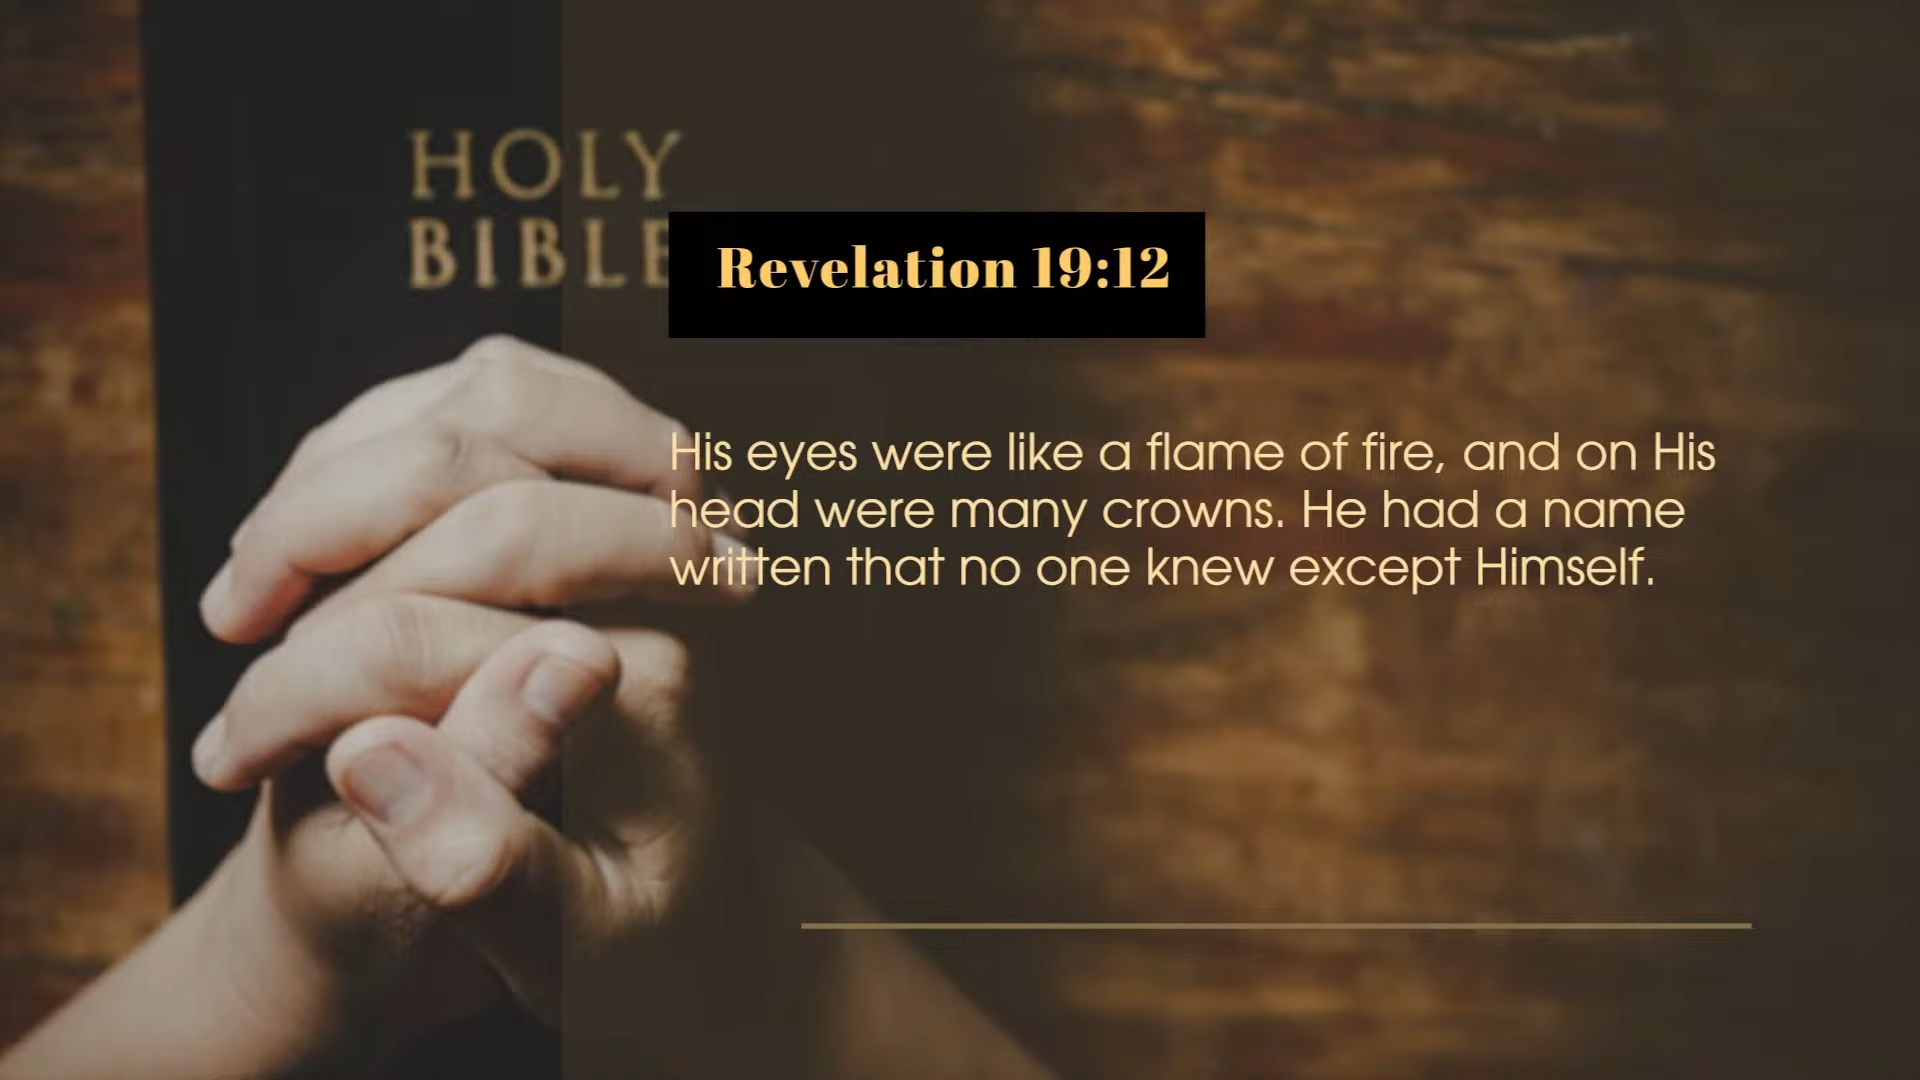 HOLY
BIBLE
Revelation 19:12
His eyes were like a flame of fire, and on His
head were many crowns. He had a name
written that no one knew except Himself.